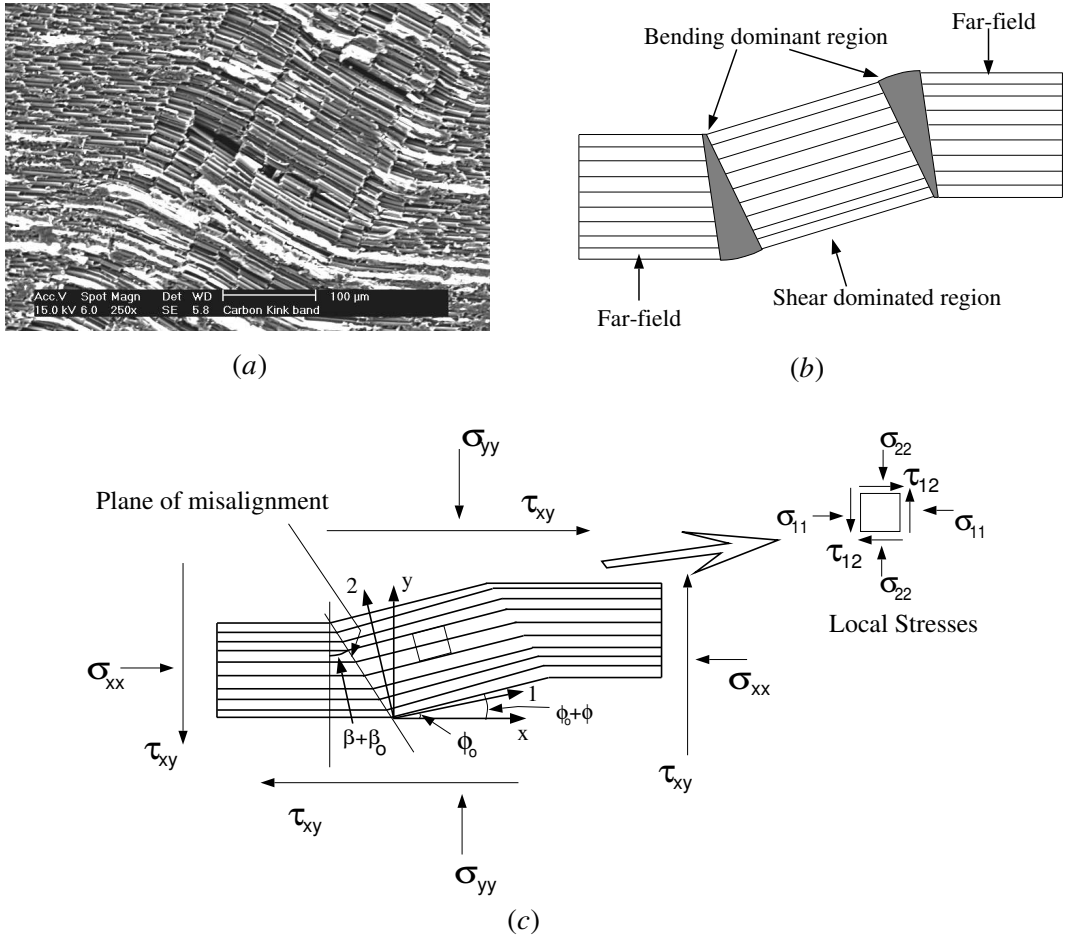 Acc.V Spot Magn Det WD 100 µm
15.0 kV 6.0 250x SE 5.8 Carbon Kink band
(a)
Bending dominant region
Far-field
Shear dominated region
Far-field
(b)
σyy
Plane of misalignment
τxy
σ22
τ12
σ11
σ11
τ12
σ22
Local Stresses
2
y
σxx
1
σxx
β+βo
ϕo
x
ϕo+ϕ
τxy
τxy
τxy
σyy
(c)